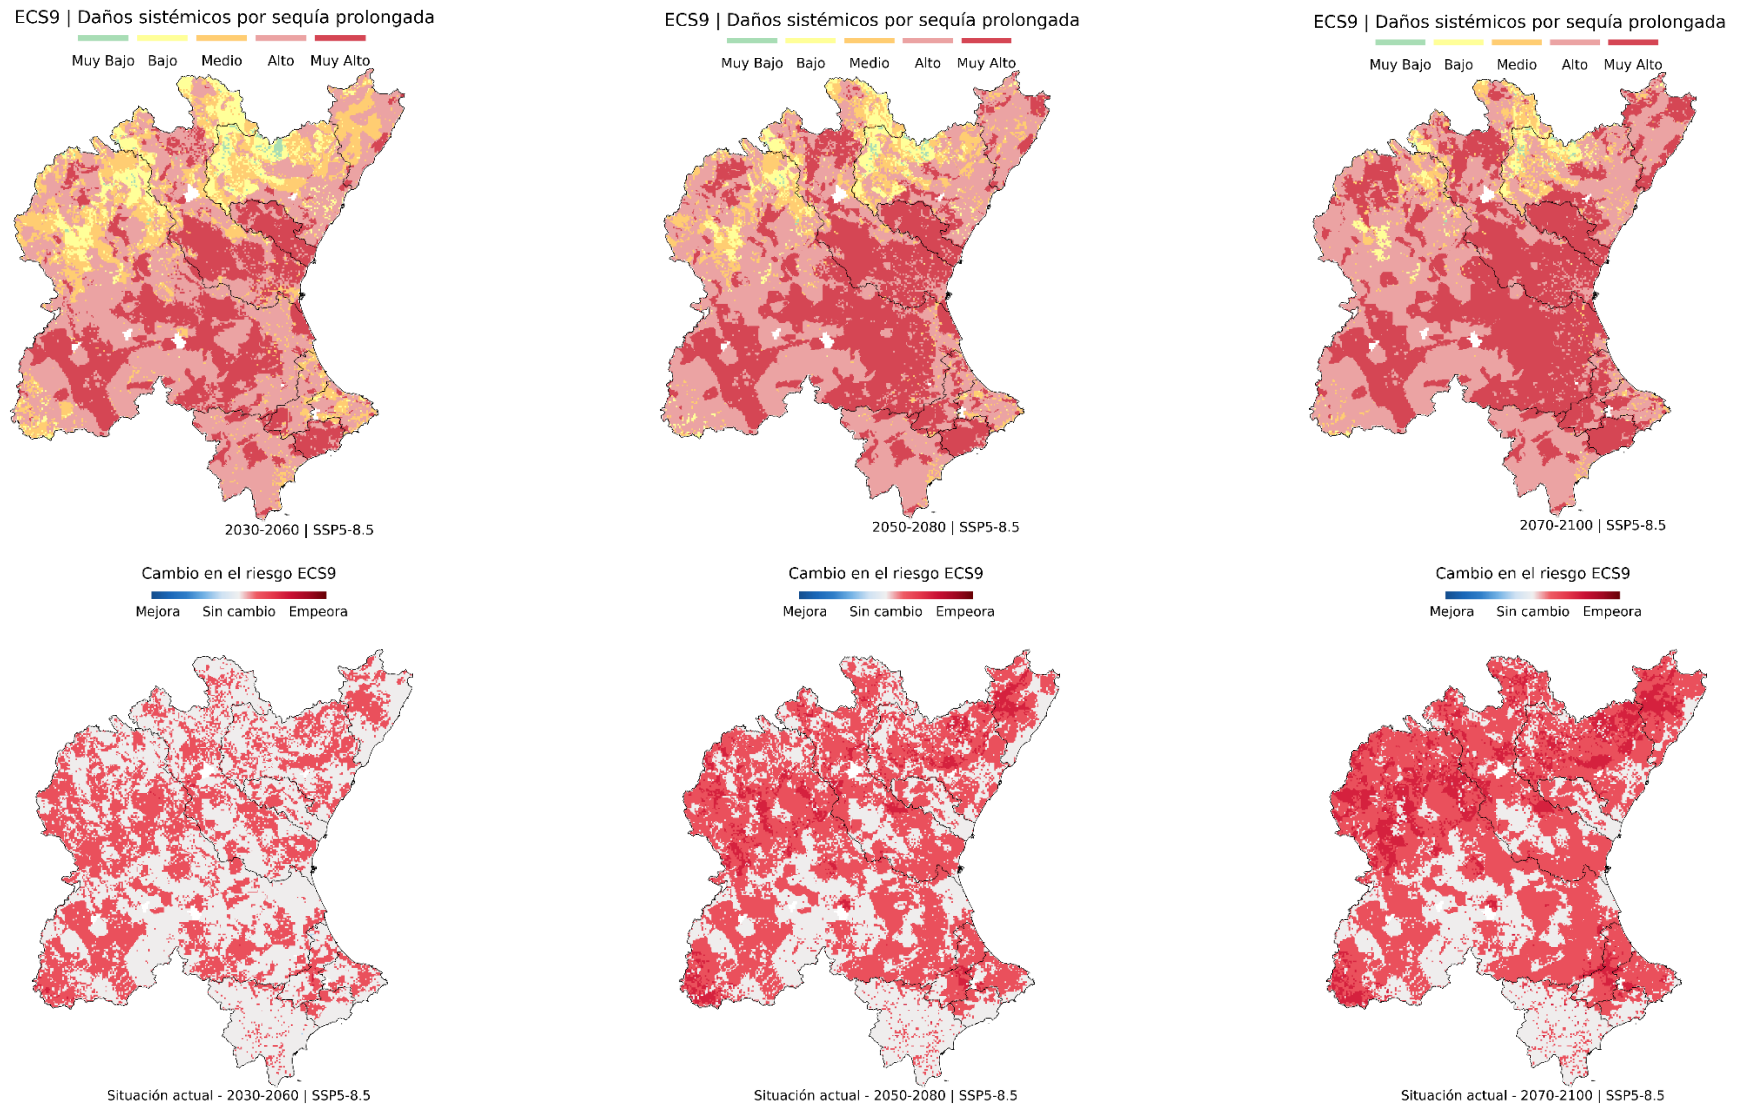 ECS9 | Daños sistémicos por sequía prolongada
Muy Bajo Bajo Medio Alto Muy Alto
2030-2060 | SSP5-8.5
ECS9 | Daños sistémicos por sequía prolongada
Muy Bajo Bajo Medio Alto Muy Alto
2050-2080 | SSP5-8.5
ECS9 | Daños sistémicos por sequía prolongada
Muy Bajo Bajo Medio Alto Muy Alto
2070-2100 | SSP5-8.5
Cambio en el riesgo ECS9
Mejora Sin cambio Empeora
Situación actual - 2030-2060 | SSP5-8.5
Cambio en el riesgo ECS9
Mejora Sin cambio Empeora
Situación actual - 2050-2080 | SSP5-8.5
Cambio en el riesgo ECS9
Mejora Sin cambio Empeora
Situación actual - 2070-2100 | SSP5-8.5